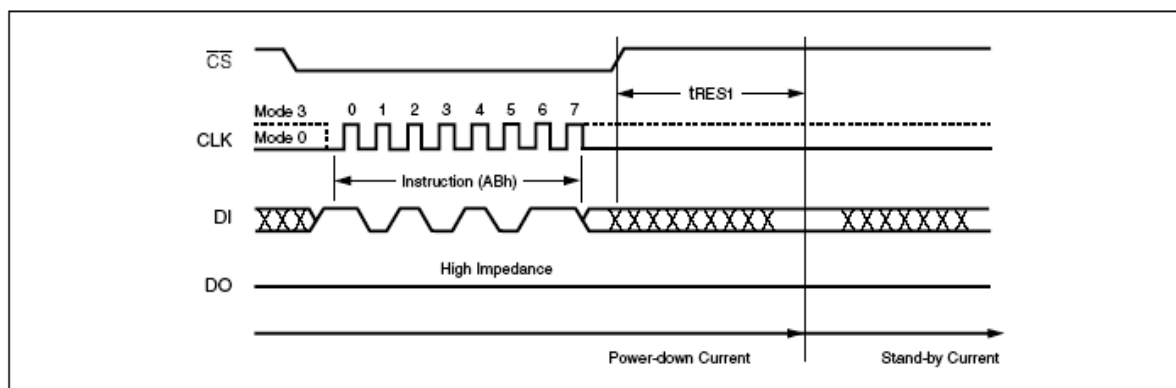 CS
tRES1
Mode 3 0 1 2 3 4 5 6 7
CLK Mode 0
Instruction (ABh)
DI
High Impedance
DO
Power-down Current Stand-by Current